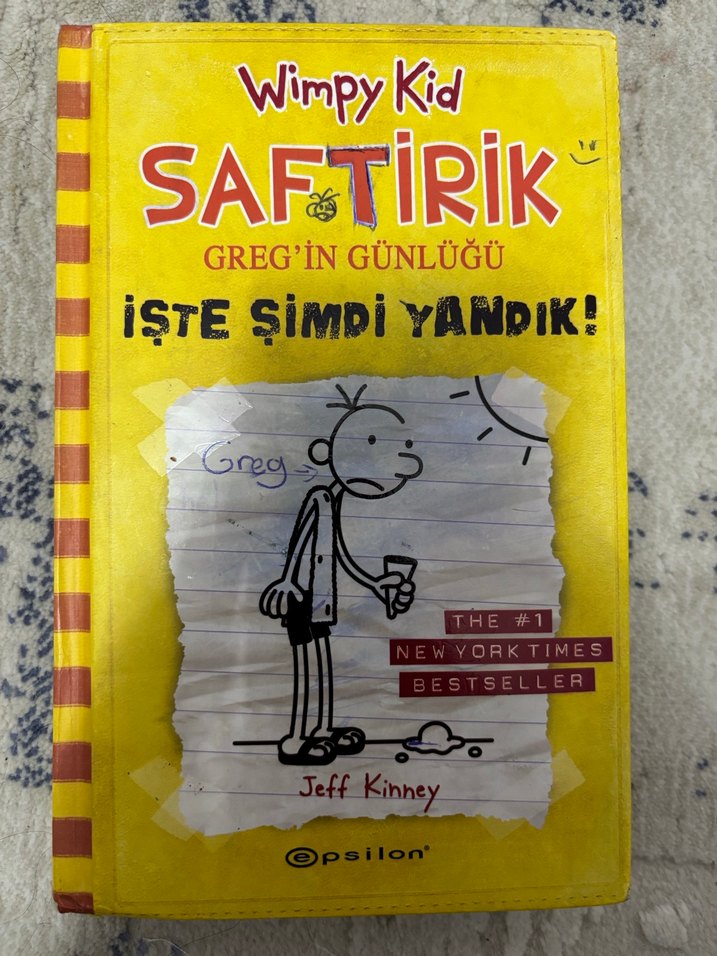 Wimpy Kid
SAFTİRİK
GREG'İN GÜNLÜĞÜ
İŞTE ŞİMDİ YANDIK!
Greg →
THE #1
NEW YORK TIMES
BESTSELLER
Jeff Kinney
epsilon®